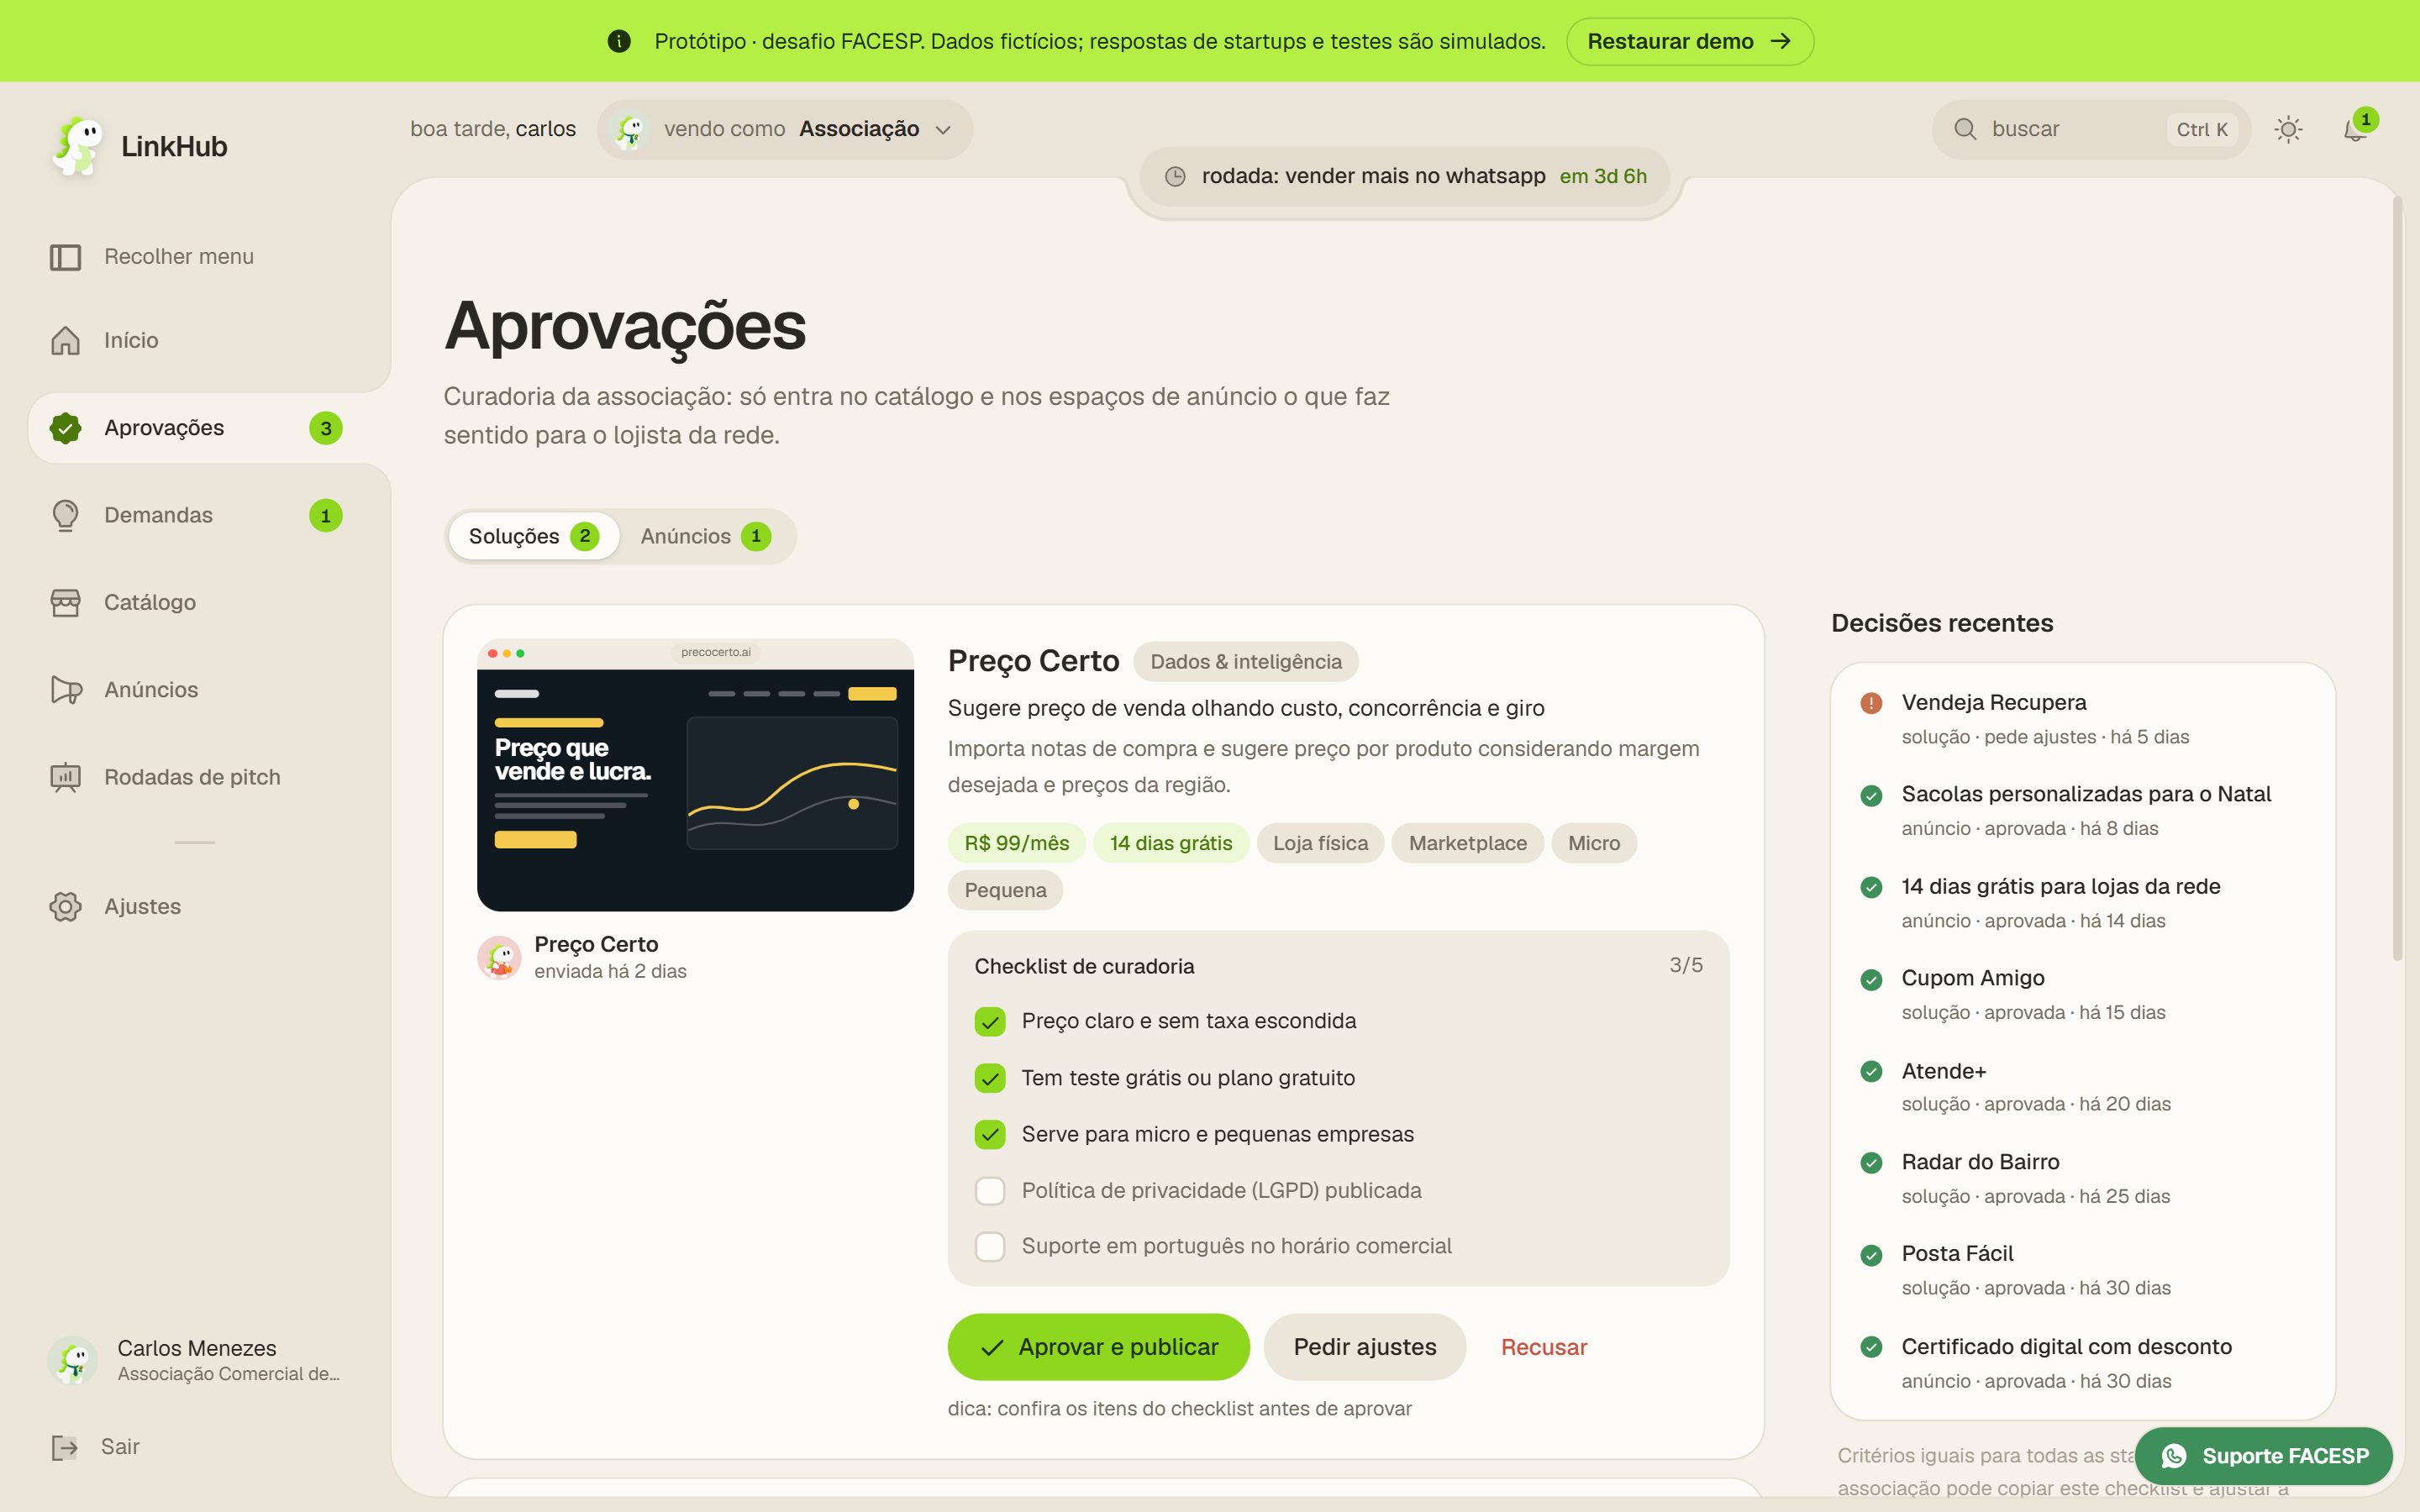 Protótipo · desafio FACESP. Dados fictícios; respostas de startups e testes são simulados.
Restaurar demo
LinkHub
boa tarde, carlos
vendo como Associação
rodada: vender mais no whatsapp em 3d 6h
buscar
Ctrl K
1
Recolher menu
Início
Aprovações 3
Demandas 1
Catálogo
Anúncios
Rodadas de pitch
Ajustes
Carlos Menezes
Associação Comercial de…
Sair
Aprovações
Curadoria da associação: só entra no catálogo e nos espaços de anúncio o que faz
sentido para o lojista da rede.
Soluções 2
Anúncios 1
precocerto.ai
Preço que
vende e lucra.
Preço Certo
enviada há 2 dias
Preço Certo
Dados & inteligência
Sugere preço de venda olhando custo, concorrência e giro
Importa notas de compra e sugere preço por produto considerando margem
desejada e preços da região.
R$ 99/mês
14 dias grátis
Loja física
Marketplace
Micro
Pequena
Checklist de curadoria 3/5
Preço claro e sem taxa escondida
Tem teste grátis ou plano gratuito
Serve para micro e pequenas empresas
Política de privacidade (LGPD) publicada
Suporte em português no horário comercial
Aprovar e publicar
Pedir ajustes
Recusar
dica: confira os itens do checklist antes de aprovar
Decisões recentes
Vendeja Recupera
solução · pede ajustes · há 5 dias
Sacolas personalizadas para o Natal
anúncio · aprovada · há 8 dias
14 dias grátis para lojas da rede
anúncio · aprovada · há 14 dias
Cupom Amigo
solução · aprovada · há 15 dias
Atende+
solução · aprovada · há 20 dias
Radar do Bairro
solução · aprovada · há 25 dias
Posta Fácil
solução · aprovada · há 30 dias
Certificado digital com desconto
anúncio · aprovada · há 30 dias
Critérios iguais para todas as
associação pode copiar este checklist e ajustar a
Suporte FACESP